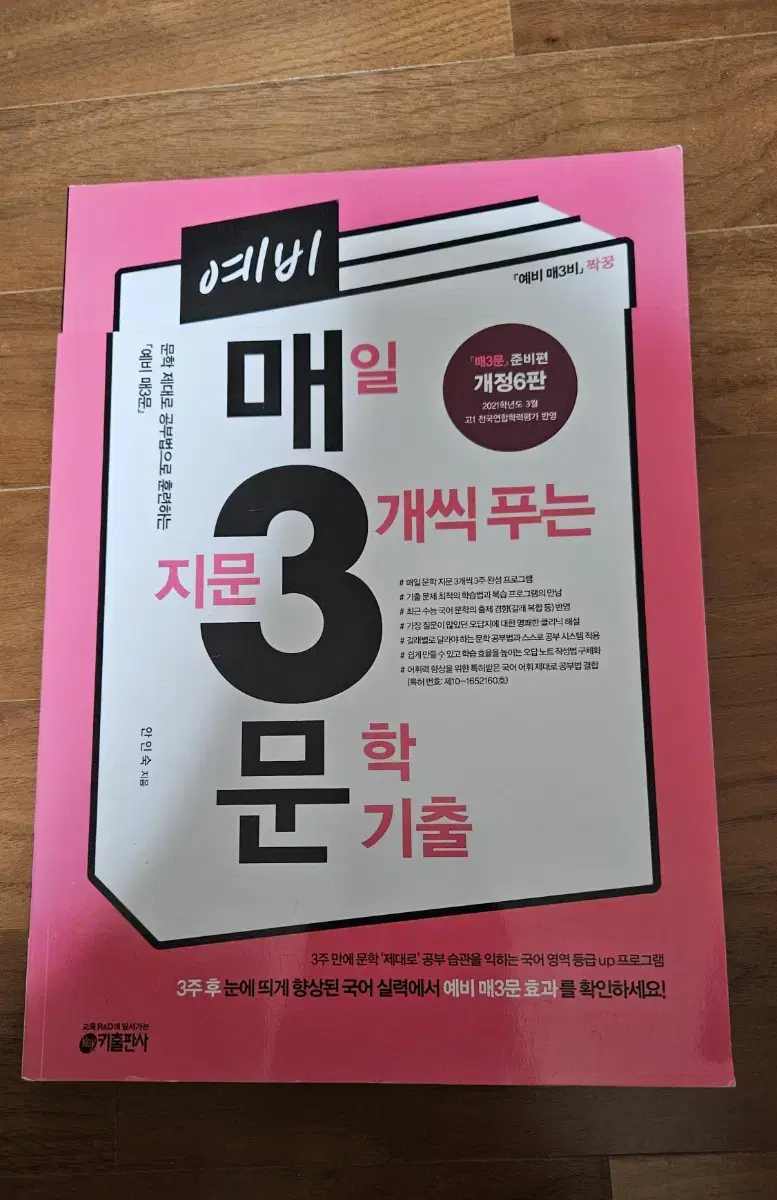 예비
「예비 매3비」 짝꿍
「매3문」 준비편
개정6판
2021학년도 3월
고1 전국연합학력평가 반영
문학 제대로 공부법으로 훈련하는
「예비 매3문」
매일
지문 3개씩 푸는
문학
기출
# 매일 문학 지문 3개씩 3주 완성 프로그램
# 기출 문제 최적의 학습법과 복습 프로그램의 만남
# 최근 수능 국어 문학의 출제 경향(갈래 복합 등) 반영
# 가장 질문이 많았던 오답지에 대한 명쾌한 클리닉 해설
# 갈래별로 달라야 하는 문학 공부법과 스스로 공부 시스템 적용
# 쉽게 만들 수 있고 학습 효율을 높이는 오답 노트 작성법 구체화
# 어휘력 향상을 위한 특허받은 국어 어휘 제대로 공부법 결합
(특허 번호: 제10-1652160호)
안인숙 지음
3주 만에 문학 '제대로' 공부 습관을 익히는 국어 영역 등급 up 프로그램
3주 후 눈에 띄게 향상된 국어 실력에서 예비 매3문 효과를 확인하세요!
교육 R&D에 앞서가는
Key 키출판사